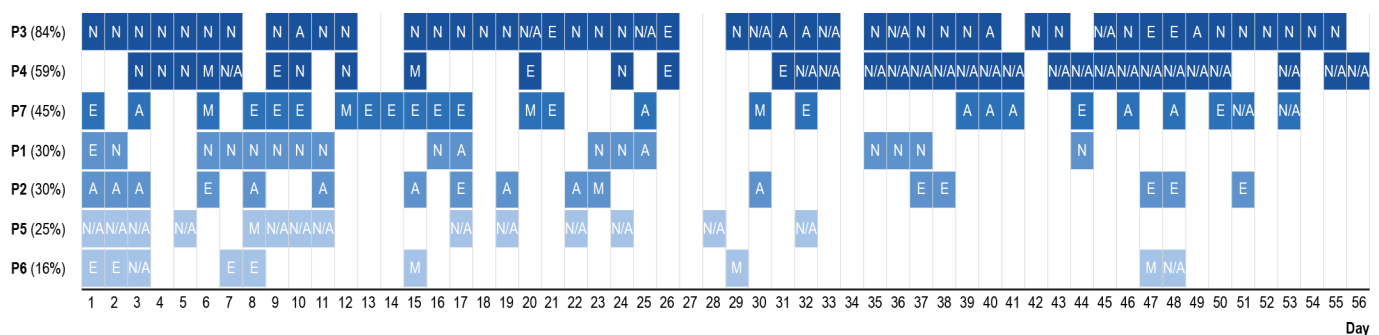 P3 (84%) N N N N N N N N A N N N N N N N N/A E N N N N/A E N N/A A A N/A N N/A N N N A N N N/A N E E A N N N N N N
P4 (59%) N N N M N/A E N N M E N E E N/A N/A N/A N/A N/A N/A N/A N/A N/A N/A N/A N/A N/A N/A N/A N/A N/A N/A N/A N/A
P7 (45%) E A M E E E M E E E E E M E A M E A A A E A A E N/A N/A
P1 (30%) E N N N N N N N N A N N A N N N N
P2 (30%) A A A E A A A E A A M A E E E E E
P5 (25%) N/A N/A N/A N/A M N/A N/A N/A N/A N/A N/A N/A N/A N/A
P6 (16%) E E N/A E E M M M N/A
1 2 3 4 5 6 7 8 9 10 11 12 13 14 15 16 17 18 19 20 21 22 23 24 25 26 27 28 29 30 31 32 33 34 35 36 37 38 39 40 41 42 43 44 45 46 47 48 49 50 51 52 53 54 55 56
Day